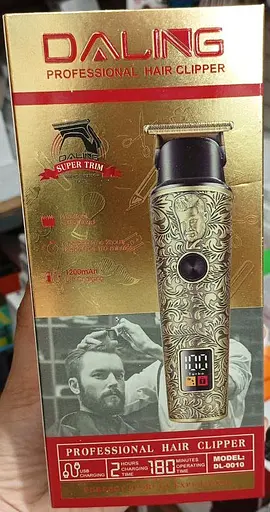 DALING
PROFESSIONAL HAIR CLIPPER
DALING
SUPER TRIM
1200mAh
100
Turbo
PROFESSIONAL HAIR CLIPPER
USB CHARGING
2 HOURS CHARGING TIME
180 MINUTES OPERATING TIME
MODEL: DL-0010